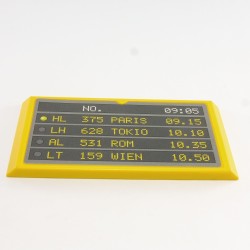 NO. 09:05
HL 375 PARIS 09.15
LH 628 TOKIO 10.10
AL 531 ROM 10.35
LT 159 WIEN 10.50